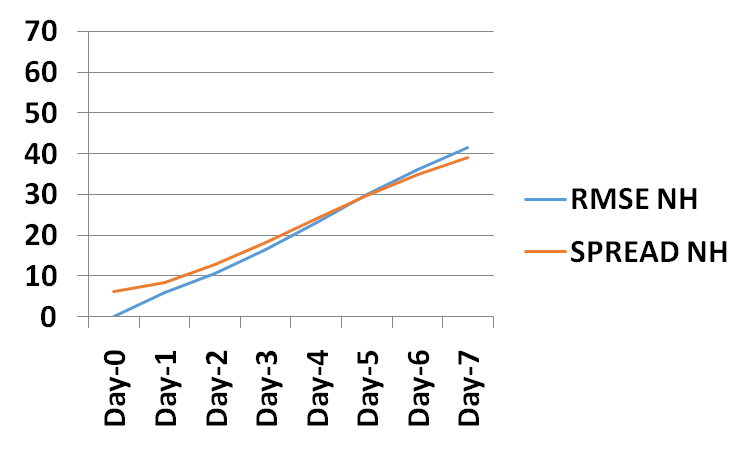 70
60
50
40
30
20
10
0
Day-0
Day-1
Day-2
Day-3
Day-4
Day-5
Day-6
Day-7
RMSE NH
SPREAD NH